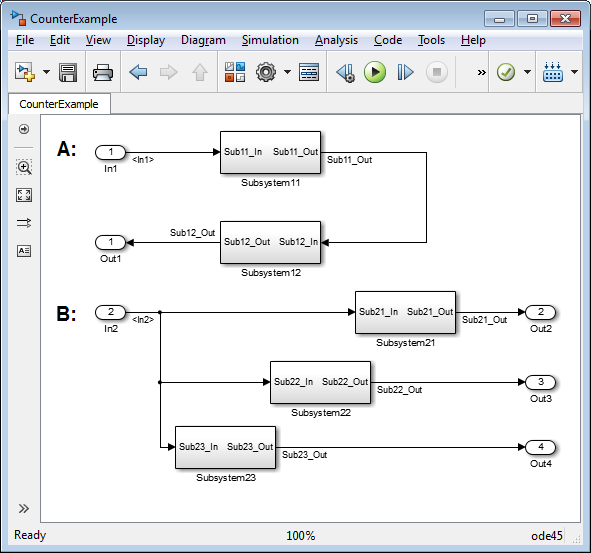 CounterExample
File Edit View Display Diagram Simulation Analysis Code Tools Help
»
CounterExample
A:
1
In1
<In1>
Sub11_In Sub11_Out
Subsystem11
Sub11_Out
1
Out1
Sub12_Out
Sub12_Out Sub12_In
Subsystem12
B:
2
In2
<In2>
Sub21_In Sub21_Out
Subsystem21
Sub21_Out
2
Out2
Sub22_In Sub22_Out
Subsystem22
Sub22_Out
3
Out3
Sub23_In Sub23_Out
Subsystem23
Sub23_Out
4
Out4
»
Ready 100% ode45